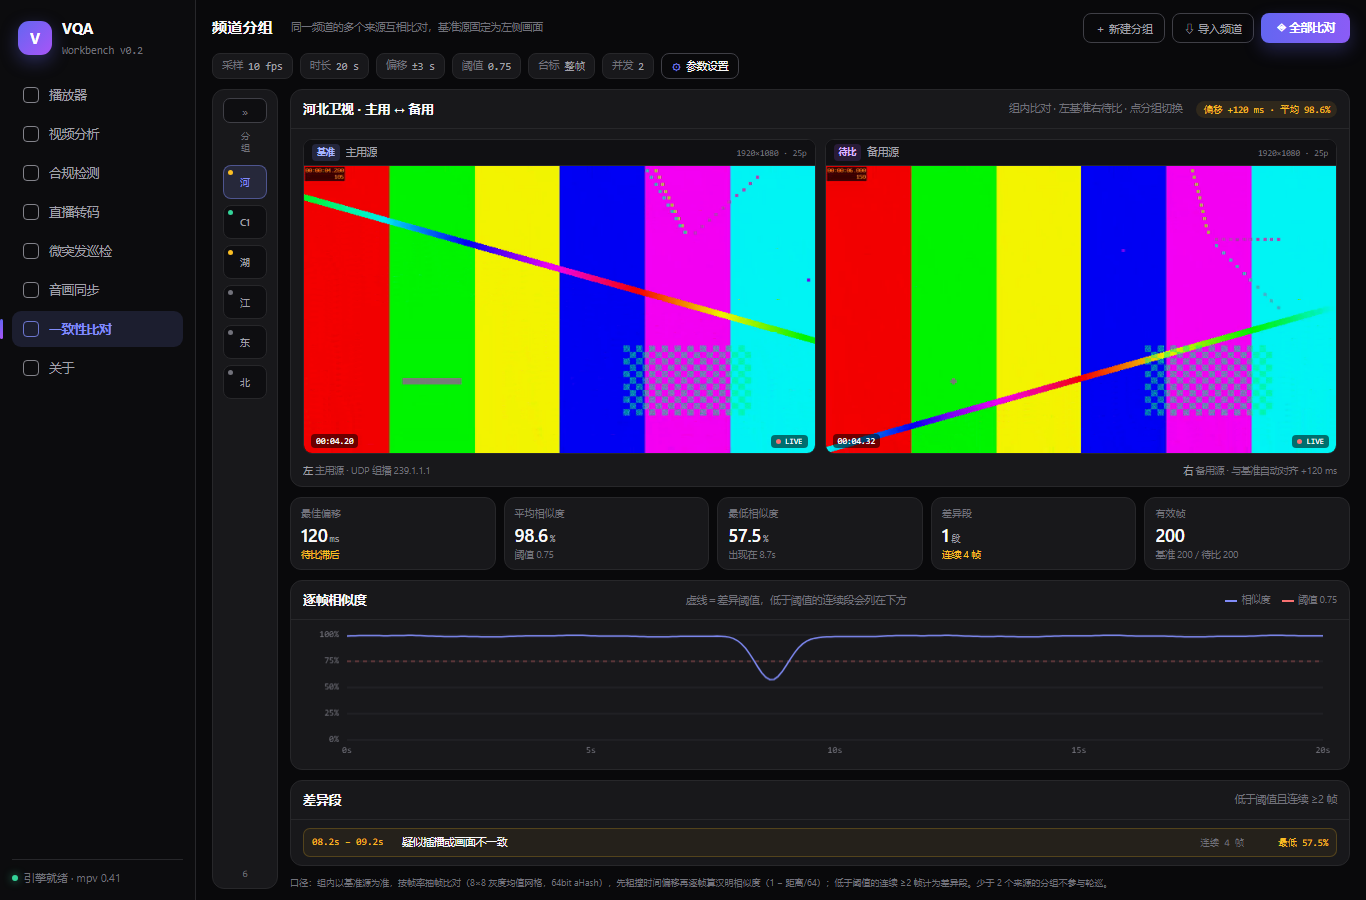 V
VQA
Workbench v0.2
播放器
视频分析
合规检测
直播转码
微突发巡检
音画同步
一致性比对
关于
引擎就绪 · mpv 0.41
频道分组
同一频道的多个来源互相比对，基准源固定为左侧画面
+ 新建分组
⇩ 导入频道
❖ 全部比对
采样 10 fps
时长 20 s
偏移 ±3 s
阈值 0.75
台标 整帧
并发 2
⚙ 参数设置
»
分
组
河
C1
湖
江
东
北
6
河北卫视 · 主用 ↔ 备用
组内比对 · 左基准右待比 · 点分组切换
偏移 +120 ms · 平均 98.6%
基准 主用源
1920×1080 · 25p
00:00:04.200
00:04.20
LIVE
待比 备用源
1920×1080 · 25p
00:04.32
LIVE
左 主用源 · UDP 组播 239.1.1.1
右 备用源 · 与基准自动对齐 +120 ms
最佳偏移
120 ms
待比滞后
平均相似度
98.6 %
阈值 0.75
最低相似度
57.5 %
出现在 8.7s
差异段
1 段
连续 4 帧
有效帧
200
基准 200 / 待比 200
逐帧相似度
虚线 = 差异阈值，低于阈值的连续段会列在下方
相似度
阈值 0.75
100%
75%
50%
25%
0%
0s
5s
10s
15s
20s
差异段
低于阈值且连续 ≥2 帧
08.2s – 09.2s
疑似插播或画面不一致
连续 4 帧
最低 57.5%
口径：组内以基准源为准，按帧率抽帧比对（8×8 灰度均值网格，64bit aHash），先粗搜时间偏移再逐帧算汉明相似度（1 − 距离/64）；低于阈值的连续 ≥2 帧计为差异段。少于 2 个来源的分组不参与轮巡。